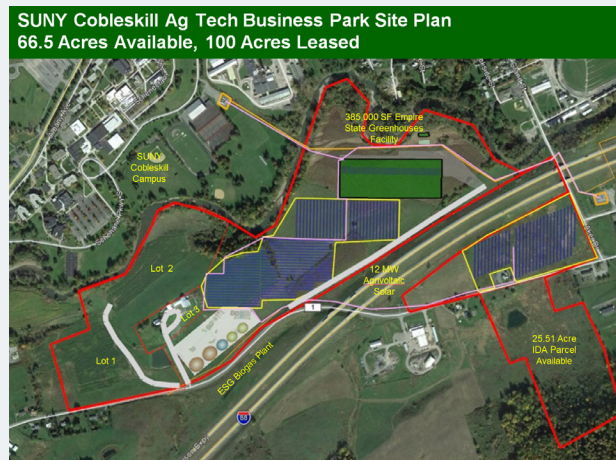 SUNY Cobleskill Ag Tech Business Park Site Plan
66.5 Acres Available, 100 Acres Leased
385,000 SF Empire
State Greenhouses
Facility
SUNY
Cobleskill
Campus
Lot 2
12 MW
Agrivoltaic
Solar
Lot 3
1
25.51 Acre
IDA Parcel
Available
Lot 1
ESG Biogas Plant
88